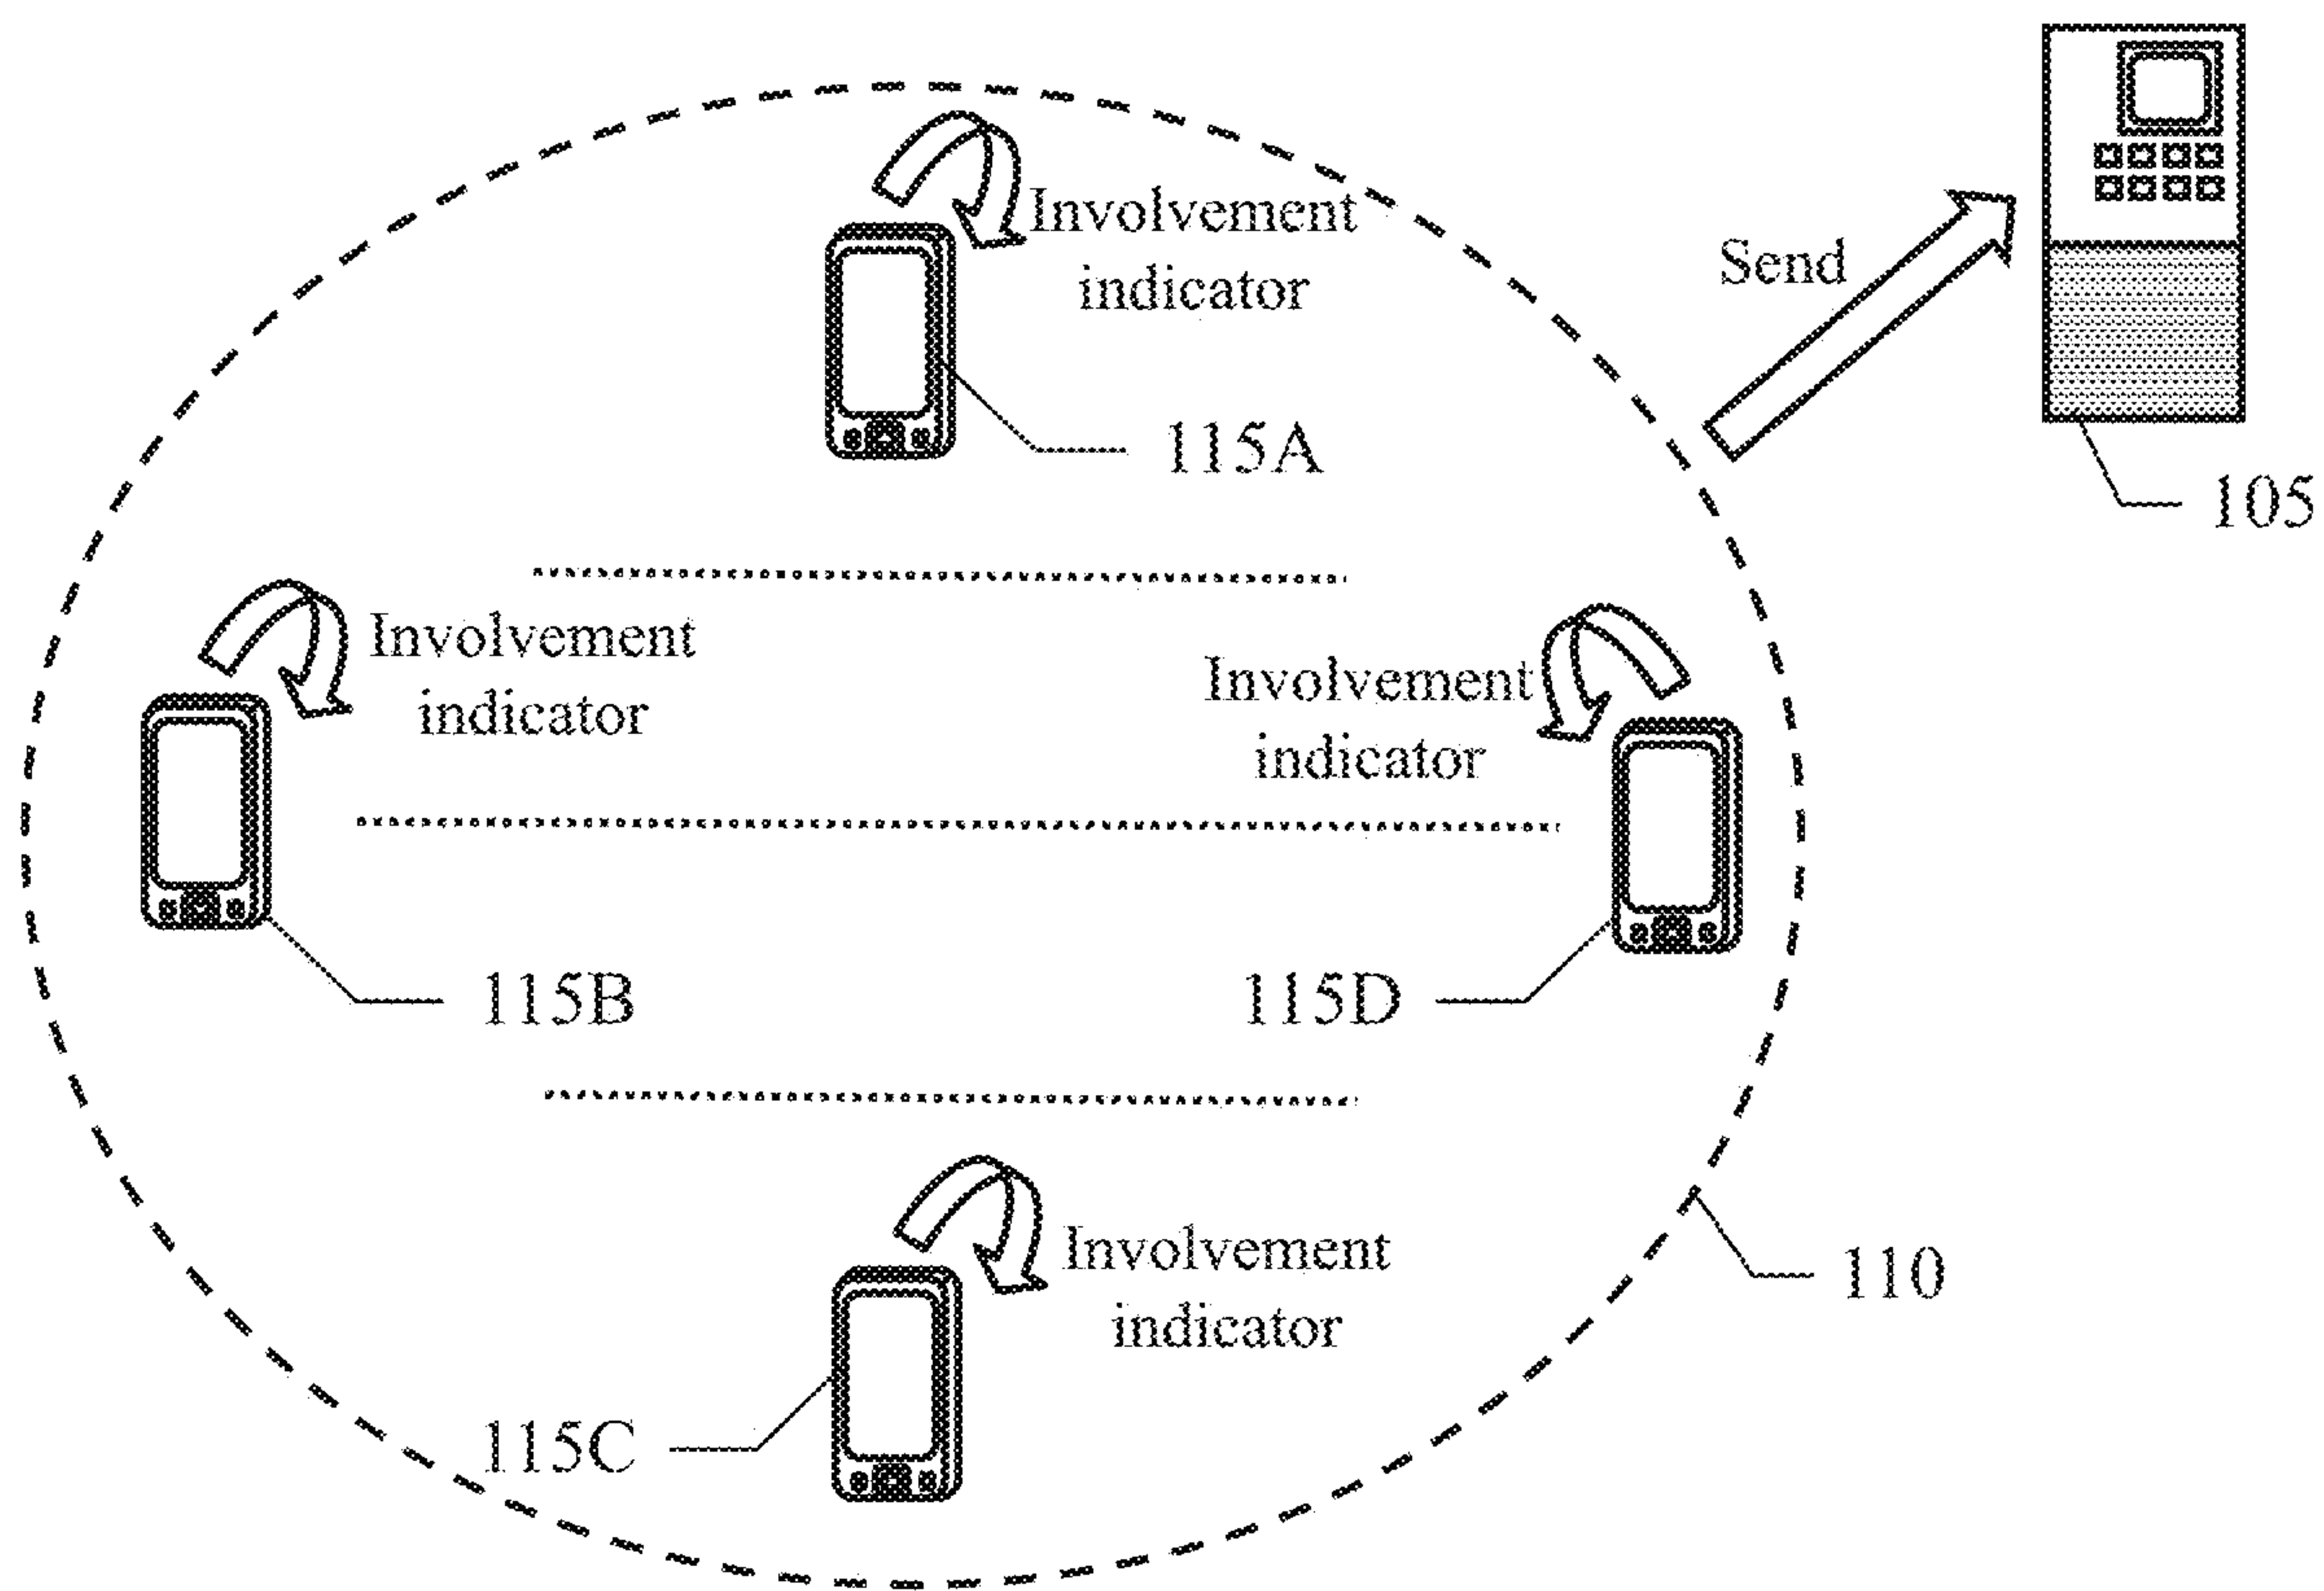 Involvement
indicator
Send
115A
105
Involvement
indicator
Involvement
indicator
115B
115D
Involvement
indicator
110
115C